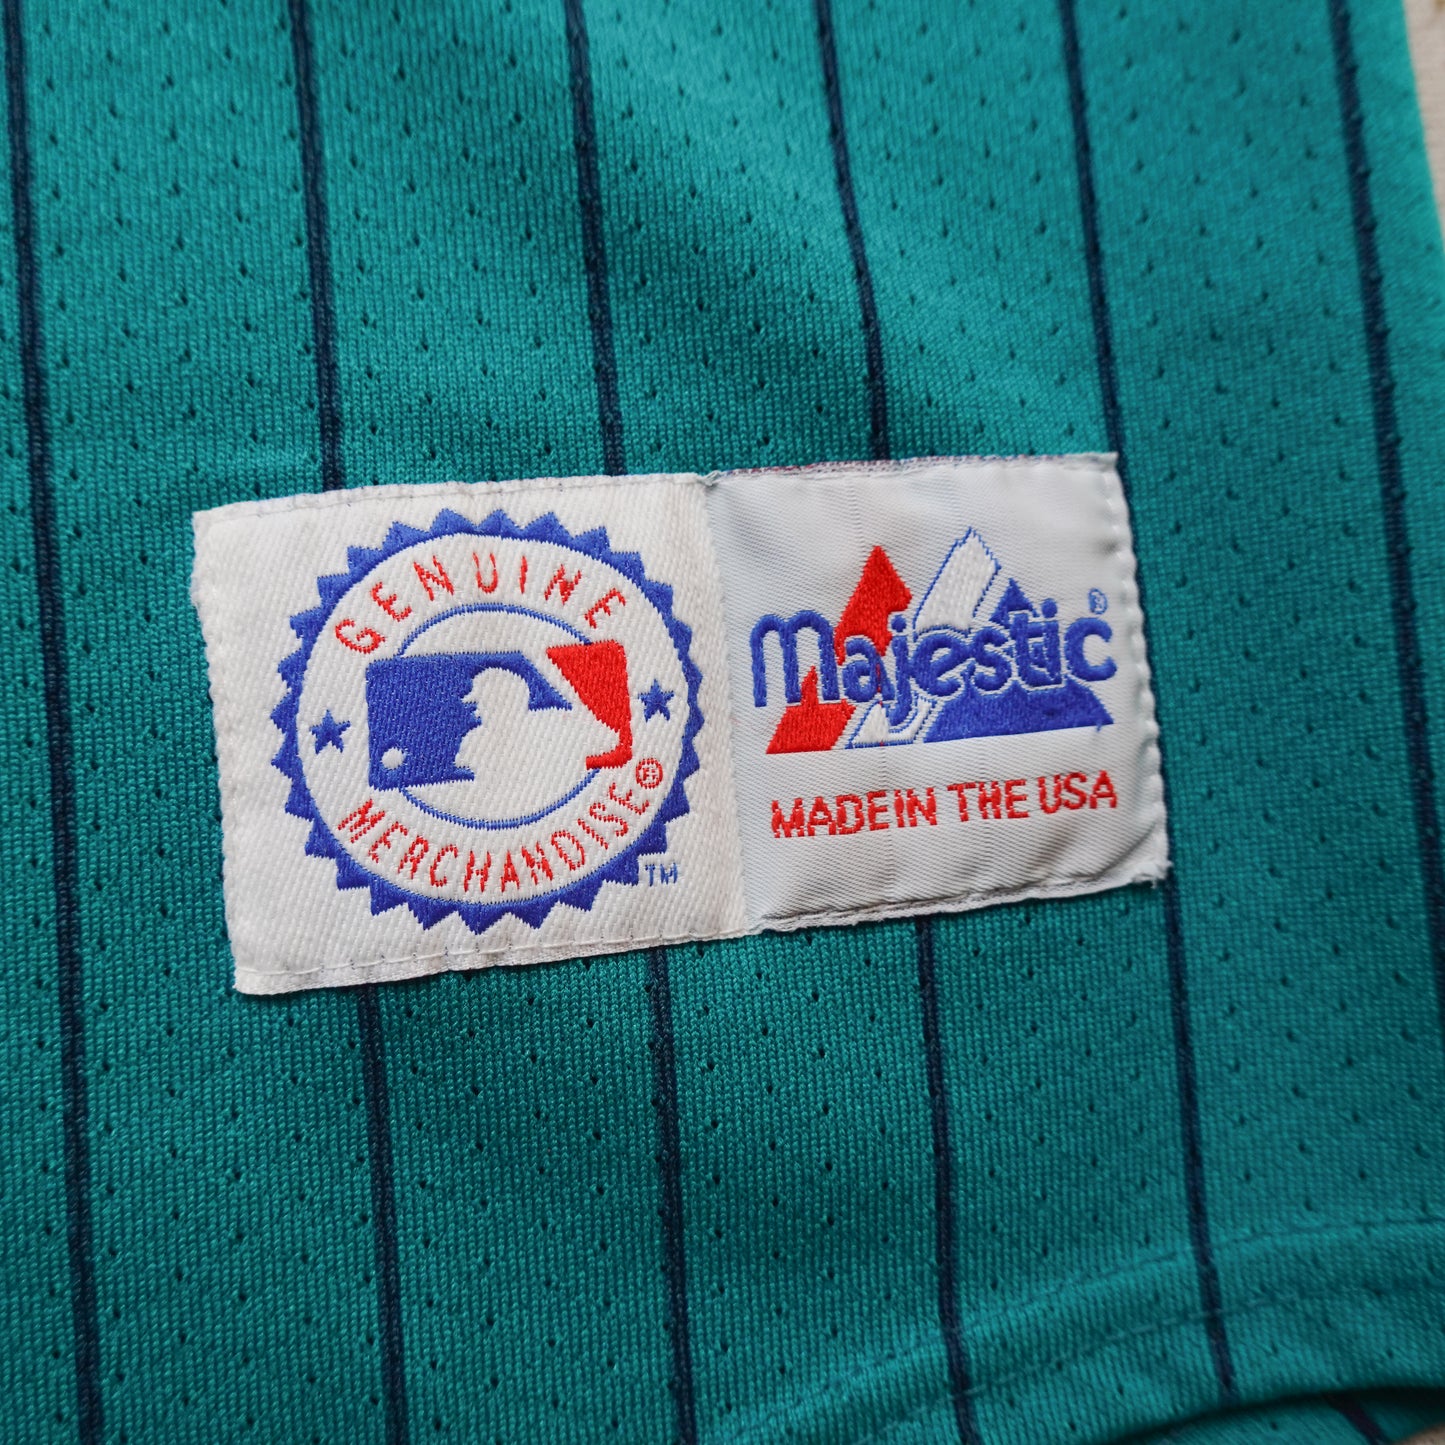 GENUINE
MERCHANDISE®
TM
Majestic®
MADE IN THE USA